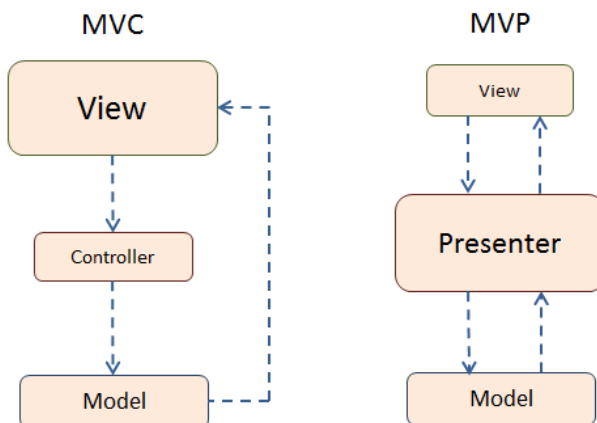 MVC
View
Controller
Model
MVP
View
Presenter
Model